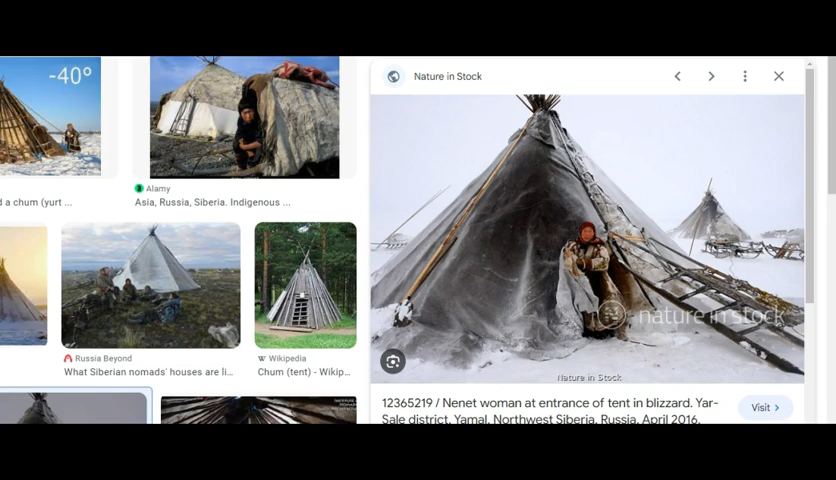 -40°
Nature in Stock
Alamy
d a chum (yurt ...
Asia, Russia, Siberia. Indigenous ...
nature in stock
Russia Beyond
Wikipedia
What Siberian nomads' houses are li...
Chum (tent) - Wikip...
Nature in Stock
12365219 / Nenet woman at entrance of tent in blizzard. Yar-
Sale district, Yamal, Northwest Siberia, Russia, April 2016.
Visit